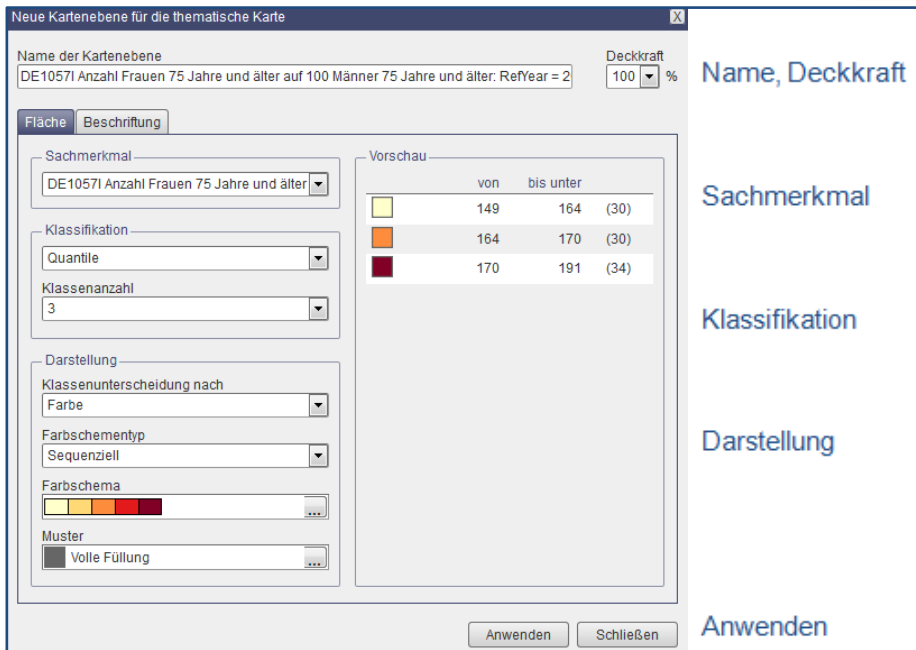 Neue Kartenebene für die thematische Karte X
Name der Kartenebene Deckkraft
DE1057I Anzahl Frauen 75 Jahre und älter auf 100 Männer 75 Jahre und älter: RefYear = 2 100 %
Name, Deckkraft
Fläche Beschriftung
Sachmerkmal
DE1057I Anzahl Frauen 75 Jahre und älter
Klassifikation
Quantile
Klassenanzahl
3
Darstellung
Klassenunterscheidung nach
Farbe
Farbschementyp
Sequenziell
Farbschema
...
Muster
Volle Füllung ...
Vorschau
von bis unter
149 164 (30)
164 170 (30)
170 191 (34)
Sachmerkmal
Klassifikation
Darstellung
Anwenden Schließen
Anwenden